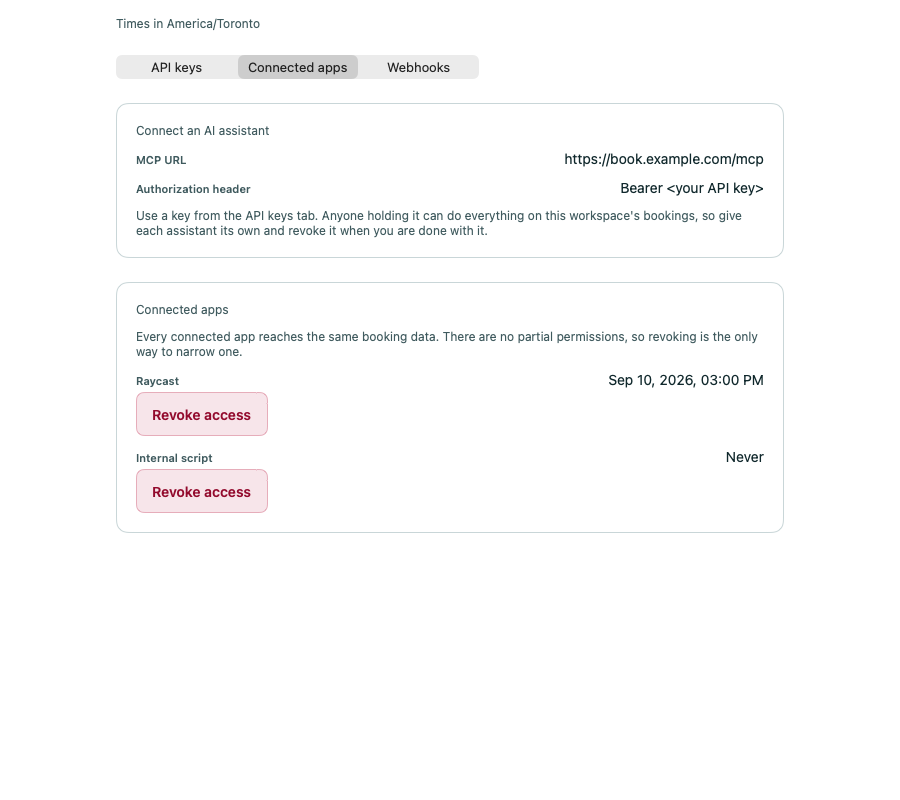 Times in America/Toronto
API keys
Connected apps
Webhooks
Connect an AI assistant
MCP URL
https://book.example.com/mcp
Authorization header
Bearer <your API key>
Use a key from the API keys tab. Anyone holding it can do everything on this workspace's bookings, so give
each assistant its own and revoke it when you are done with it.
Connected apps
Every connected app reaches the same booking data. There are no partial permissions, so revoking is the only
way to narrow one.
Raycast
Sep 10, 2026, 03:00 PM
Revoke access
Internal script
Never
Revoke access